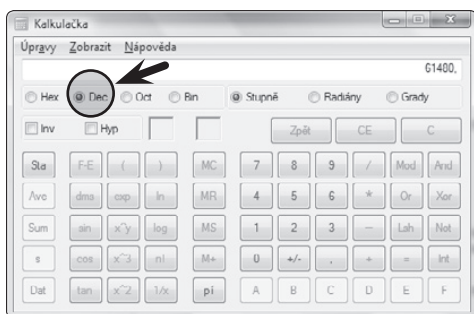 Kalkulačka
Úpravy Zobrazit Nápověda
61480,
Hex Dec Oct Bin Stupně Radiány Grady
Inv Hyp Zpět CE C
Sta F-E ( ) MC 7 8 9 / Mod And
Ave dms exp ln MR 4 5 6 * Or Xor
Sum sin x^y log MS 1 2 3 - Lsh Not
s cos x^3 n! M+ 0 +/- , + = Int
Dat tan x^2 1/x pi A B C D E F